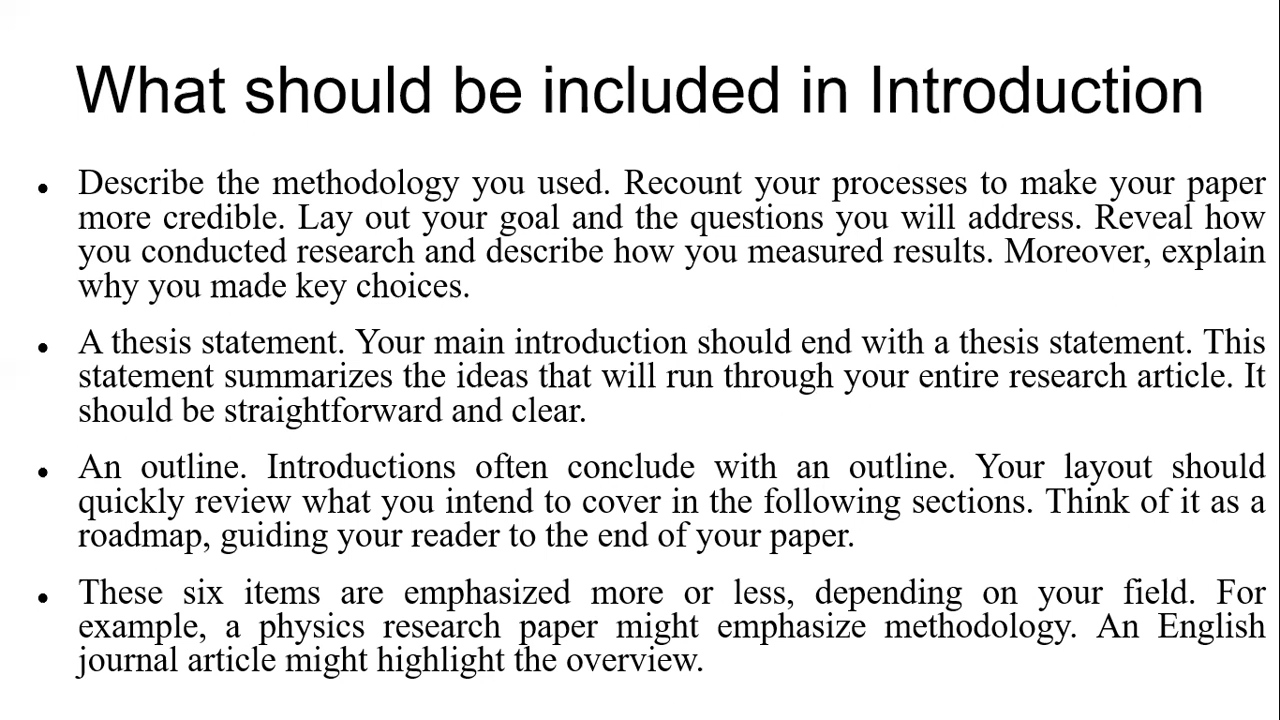 What should be included in Introduction
• Describe the methodology you used. Recount your processes to make your paper
more credible. Lay out your goal and the questions you will address. Reveal how
you conducted research and describe how you measured results. Moreover, explain
why you made key choices.
• A thesis statement. Your main introduction should end with a thesis statement. This
statement summarizes the ideas that will run through your entire research article. It
should be straightforward and clear.
• An outline. Introductions often conclude with an outline. Your layout should
quickly review what you intend to cover in the following sections. Think of it as a
roadmap, guiding your reader to the end of your paper.
• These six items are emphasized more or less, depending on your field. For
example, a physics research paper might emphasize methodology. An English
journal article might highlight the overview.